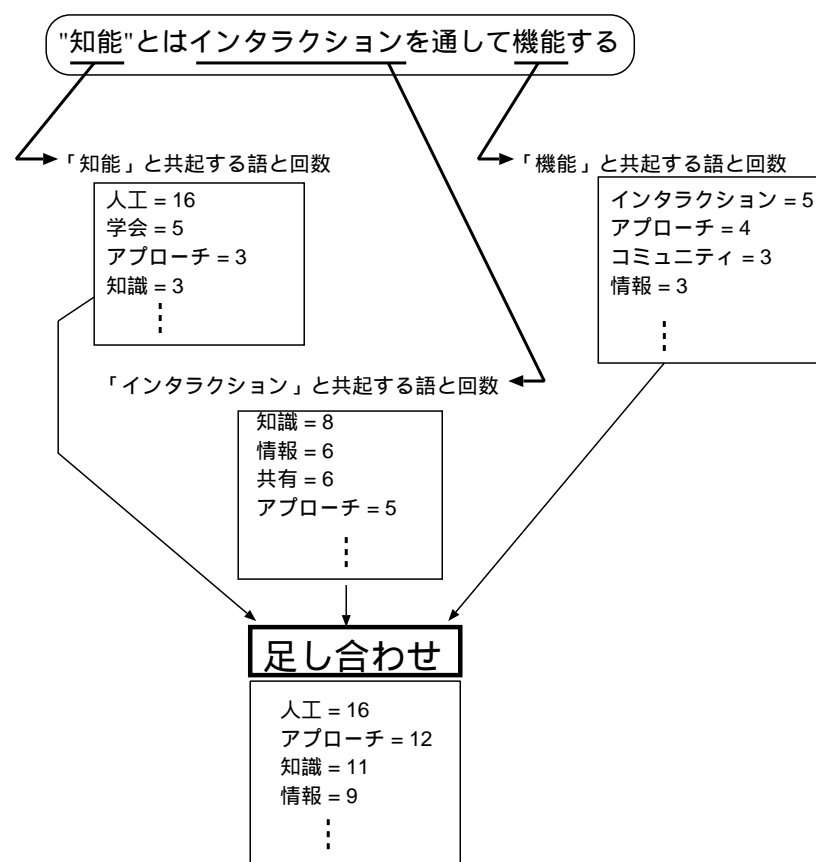 "知能"とはインタラクションを通して機能する
「知能」と共起する語と回数
人工 = 16
学会 = 5
アプローチ = 3
知識 = 3
「機能」と共起する語と回数
インタラクション = 5
アプローチ = 4
コミュニティ = 3
情報 = 3
「インタラクション」と共起する語と回数
知識 = 8
情報 = 6
共有 = 6
アプローチ = 5
足し合わせ
人工 = 16
アプローチ = 12
知識 = 11
情報 = 9